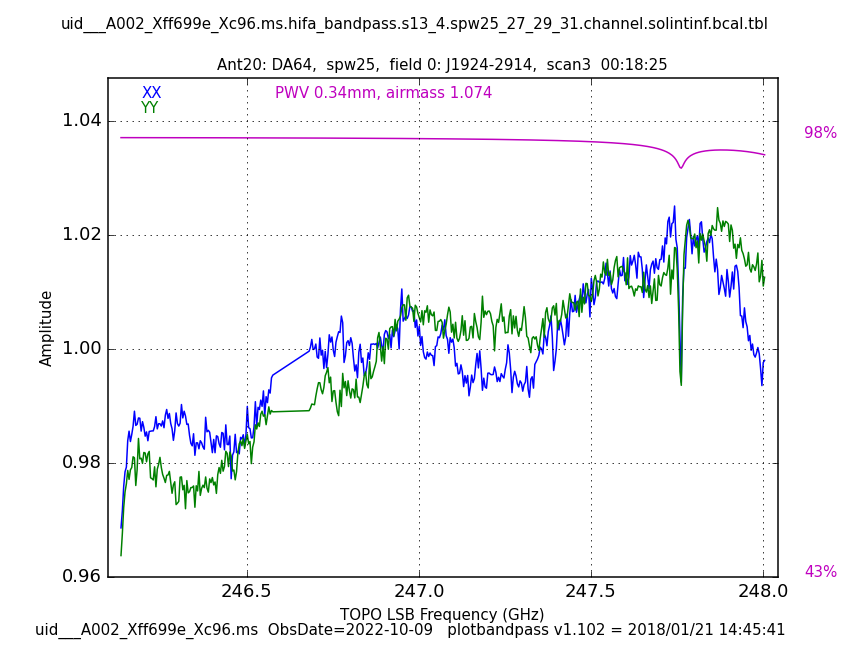 uid___A002_Xff699e_Xc96.ms.hifa_bandpass.s13_4.spw25_27_29_31.channel.solintinf.bcal.tbl
Ant20: DA64,  spw25,  field 0: J1924-2914,  scan3  00:18:25
XX
PWV 0.34mm, airmass 1.074
YY
1.04
98%
1.02
Amplitude
1.00
0.98
0.96
43%
246.5
247.0
247.5
248.0
TOPO LSB Frequency (GHz)
uid___A002_Xff699e_Xc96.ms  ObsDate=2022-10-09   plotbandpass v1.102 = 2018/01/21 14:45:41